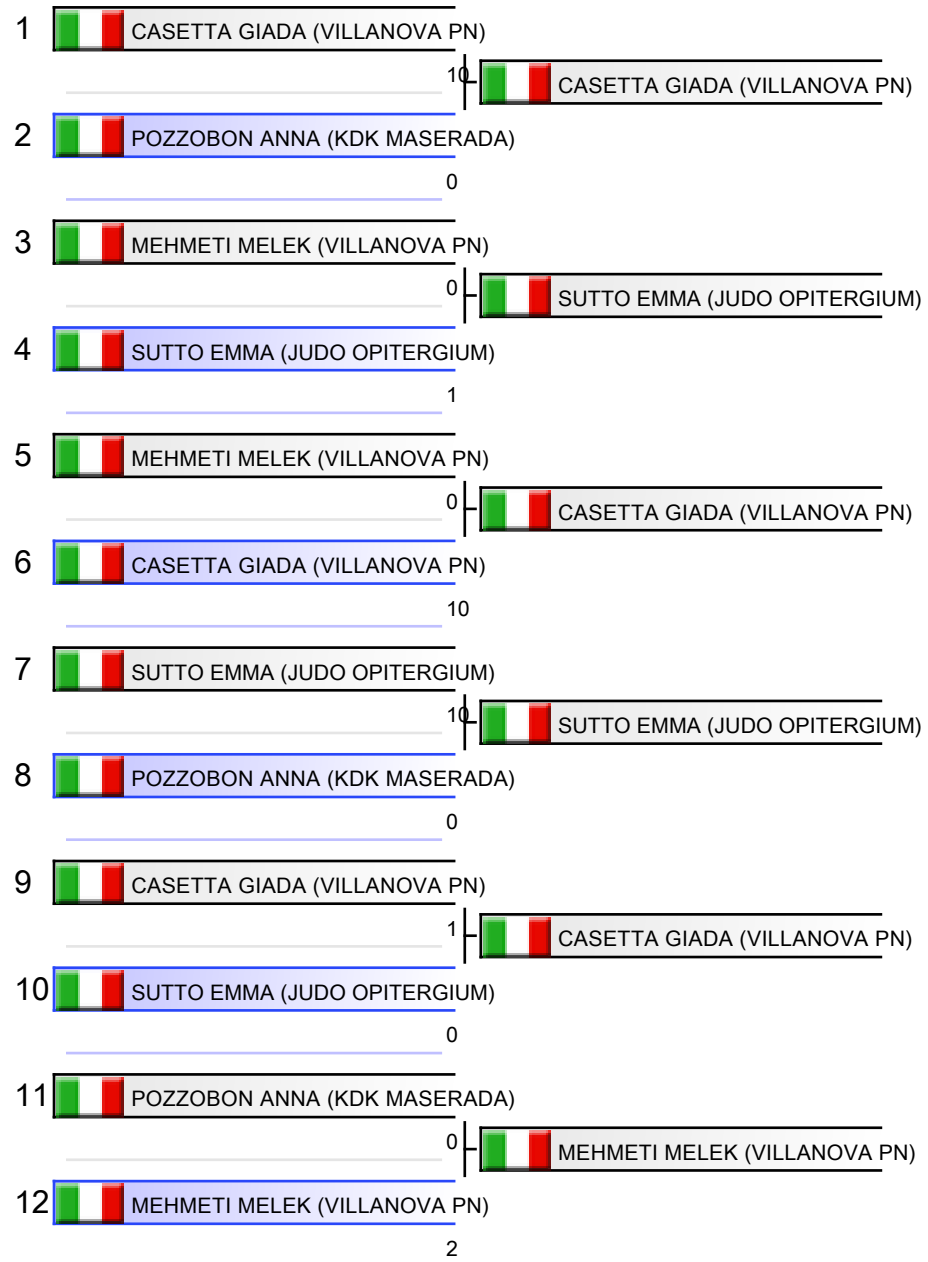 1 CASETTA GIADA (VILLANOVA PN)
10 CASETTA GIADA (VILLANOVA PN)
2 POZZOBON ANNA (KDK MASERADA)
0
3 MEHMETI MELEK (VILLANOVA PN)
0 SUTTO EMMA (JUDO OPITERGIUM)
4 SUTTO EMMA (JUDO OPITERGIUM)
1
5 MEHMETI MELEK (VILLANOVA PN)
0 CASETTA GIADA (VILLANOVA PN)
6 CASETTA GIADA (VILLANOVA PN)
10
7 SUTTO EMMA (JUDO OPITERGIUM)
10 SUTTO EMMA (JUDO OPITERGIUM)
8 POZZOBON ANNA (KDK MASERADA)
0
9 CASETTA GIADA (VILLANOVA PN)
1 CASETTA GIADA (VILLANOVA PN)
10 SUTTO EMMA (JUDO OPITERGIUM)
0
11 POZZOBON ANNA (KDK MASERADA)
0 MEHMETI MELEK (VILLANOVA PN)
12 MEHMETI MELEK (VILLANOVA PN)
2